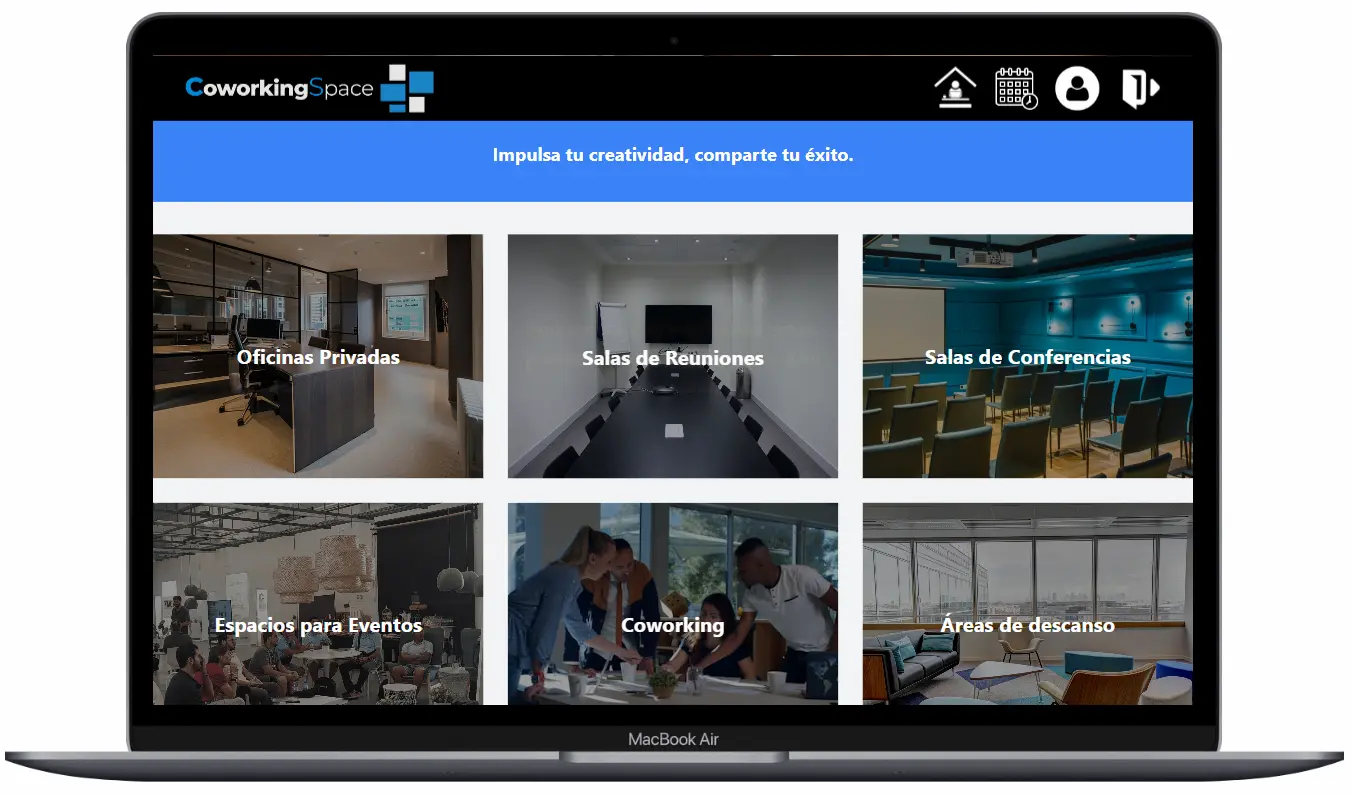 CoworkingSpace
Impulsa tu creatividad, comparte tu éxito.
Oficinas Privadas
Salas de Reuniones
Salas de Conferencias
Espacios para Eventos
Coworking
Áreas de descanso
MacBook Air